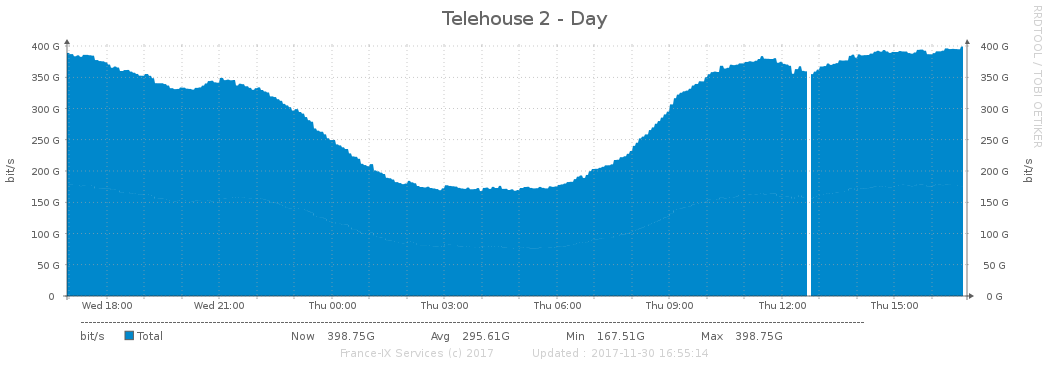 Telehouse 2 - Day
RRDTOOL / TOBI OETIKER
400 G 400 G
350 G 350 G
300 G 300 G
250 G 250 G
200 G 200 G
150 G 150 G
100 G 100 G
50 G 50 G
0 0 G
bit/s bit/s
Wed 18:00 Wed 21:00 Thu 00:00 Thu 03:00 Thu 06:00 Thu 09:00 Thu 12:00 Thu 15:00
bit/s Total Now 398.75G Avg 295.61G Min 167.51G Max 398.75G
France-IX Services (c) 2017 Updated : 2017-11-30 16:55:14